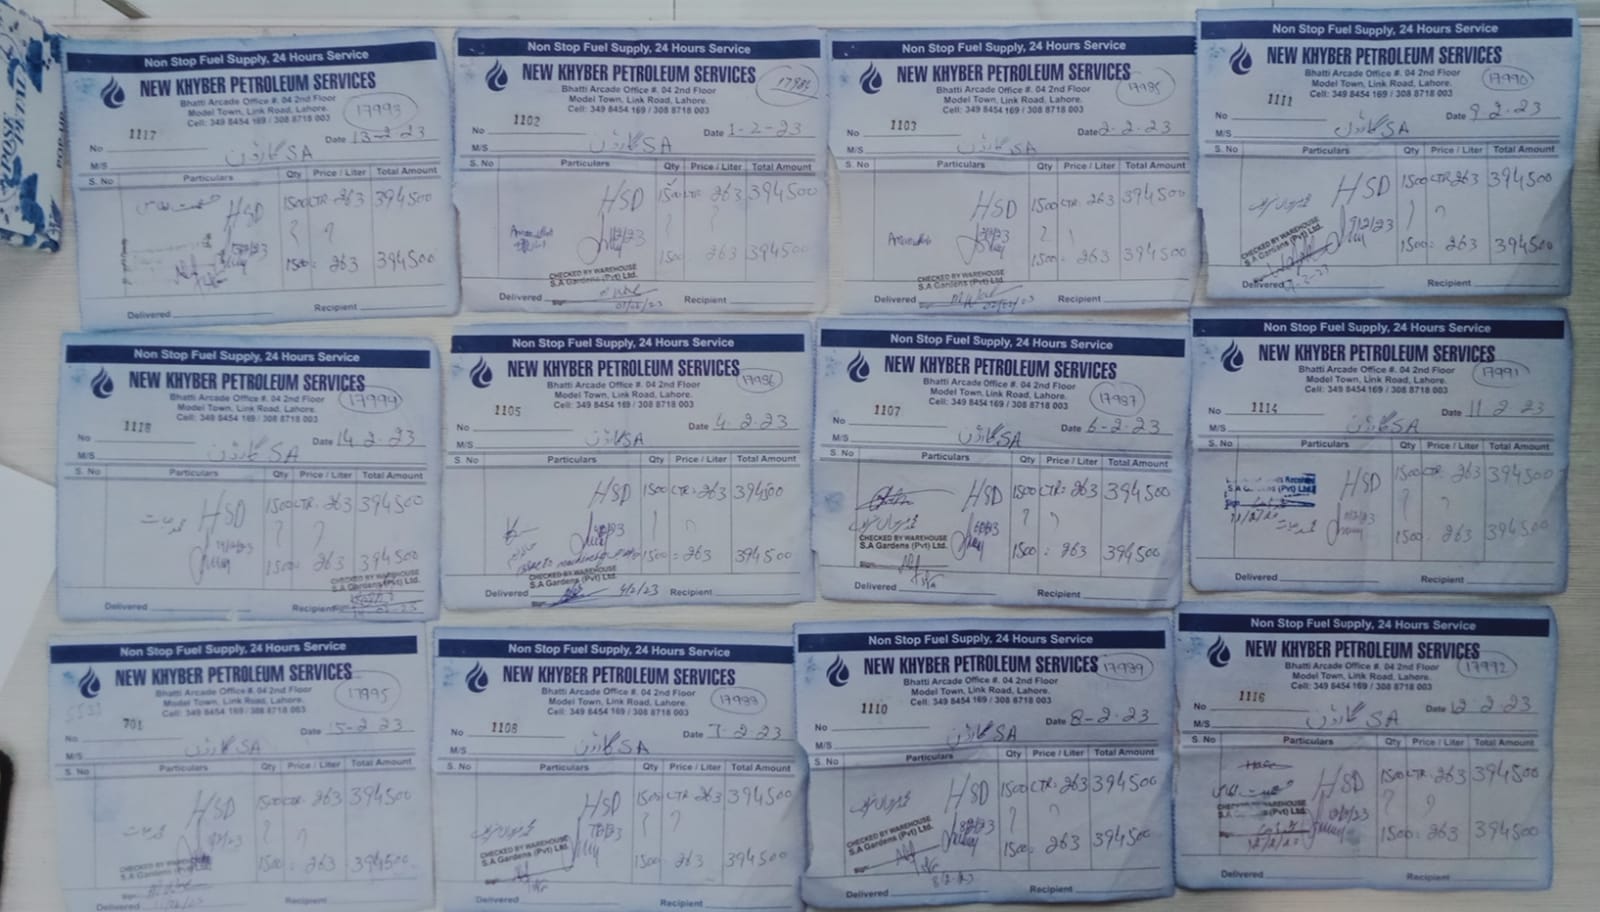 Non Stop Fuel Supply, 24 Hours Service
NEW KHYBER PETROLEUM SERVICES
Bhatti Arcade Office #. 04 2nd Floor
Model Town, Link Road, Lahore.
Cell: 349 8454 169 / 308 8718 003
17993
No 1117 Date 13-2-23
M/S گارڈن SA
S. No Particulars Qty Price / Liter Total Amount
HSD 1500 LTR 263 394500
1500 263 394500
Delivered Recipient
Non Stop Fuel Supply, 24 Hours Service
NEW KHYBER PETROLEUM SERVICES
Bhatti Arcade Office #. 04 2nd Floor
Model Town, Link Road, Lahore.
Cell: 349 8454 169 / 308 8718 003
17984
No 1102 Date 1-2-23
M/S گارڈن SA
S. No Particulars Qty Price / Liter Total Amount
HSD 1500 LTR 263 394500
1500 263 394500
CHECKED BY WAREHOUSE
S.A Gardens (Pvt) Ltd.
Delivered Recipient
Non Stop Fuel Supply, 24 Hours Service
NEW KHYBER PETROLEUM SERVICES
Bhatti Arcade Office #. 04 2nd Floor
Model Town, Link Road, Lahore.
Cell: 349 8454 169 / 308 8718 003
17985
No 1103 Date 2-2-23
M/S گارڈن SA
S. No Particulars Qty Price / Liter Total Amount
HSD 1500 LTR 263 394500
1500 263 394500
CHECKED BY WAREHOUSE
S.A Gardens (Pvt) Ltd.
Delivered Recipient
Non Stop Fuel Supply, 24 Hours Service
NEW KHYBER PETROLEUM SERVICES
Bhatti Arcade Office #. 04 2nd Floor
Model Town, Link Road, Lahore.
Cell: 349 8454 169 / 308 8718 003
17990
No 1111 Date 9-2-23
M/S گارڈن SA
S. No Particulars Qty Price / Liter Total Amount
HSD 1500 LTR 263 394500
9/2/23
1500 263 394500
CHECKED BY WAREHOUSE
S.A Gardens (Pvt) Ltd.
Delivered Recipient
Non Stop Fuel Supply, 24 Hours Service
NEW KHYBER PETROLEUM SERVICES
Bhatti Arcade Office #. 04 2nd Floor
Model Town, Link Road, Lahore.
Cell: 349 8454 169 / 308 8718 003
17994
No 1118 Date 14-2-23
M/S گارڈن SA
S. No Particulars Qty Price / Liter Total Amount
HSD 1500 LTR 263 394500
1500 263 394500
CHECKED BY WAREHOUSE
S.A Gardens (Pvt) Ltd.
Delivered Recipient
Non Stop Fuel Supply, 24 Hours Service
NEW KHYBER PETROLEUM SERVICES
Bhatti Arcade Office #. 04 2nd Floor
Model Town, Link Road, Lahore.
Cell: 349 8454 169 / 308 8718 003
17986
No 1105 Date 4-2-23
M/S گارڈن SA
S. No Particulars Qty Price / Liter Total Amount
HSD 1500 LTR 263 394500
1500 = 263 394500
CHECKED BY WAREHOUSE
S.A Gardens (Pvt) Ltd.
Delivered 4/2/23 Recipient
Non Stop Fuel Supply, 24 Hours Service
NEW KHYBER PETROLEUM SERVICES
Bhatti Arcade Office #. 04 2nd Floor
Model Town, Link Road, Lahore.
Cell: 349 8454 169 / 308 8718 003
17987
No 1107 Date 6-2-23
M/S گارڈن SA
S. No Particulars Qty Price / Liter Total Amount
HSD 1500 LTR 263 394500
1500 263 394500
CHECKED BY WAREHOUSE
S.A Gardens (Pvt) Ltd.
Delivered Recipient
Non Stop Fuel Supply, 24 Hours Service
NEW KHYBER PETROLEUM SERVICES
Bhatti Arcade Office #. 04 2nd Floor
Model Town, Link Road, Lahore.
Cell: 349 8454 169 / 308 8718 003
17991
No 1114 Date 11-2-23
M/S گارڈن SA
S. No Particulars Qty Price / Liter Total Amount
HSD 1500 LTR 263 394500
1500 263 394500
Delivered Recipient
Non Stop Fuel Supply, 24 Hours Service
NEW KHYBER PETROLEUM SERVICES
Bhatti Arcade Office #. 04 2nd Floor
Model Town, Link Road, Lahore.
Cell: 349 8454 169 / 308 8718 003
17995
No 701 Date 15-2-23
M/S گارڈن SA
S. No Particulars Qty Price / Liter Total Amount
HSD 1500 LTR 263 394500
1500 263 394500
CHECKED BY WAREHOUSE
S.A Gardens (Pvt) Ltd.
Delivered Recipient
Non Stop Fuel Supply, 24 Hours Service
NEW KHYBER PETROLEUM SERVICES
Bhatti Arcade Office #. 04 2nd Floor
Model Town, Link Road, Lahore.
Cell: 349 8454 169 / 308 8718 003
17988
No 1108 Date 7-2-23
M/S گارڈن SA
S. No Particulars Qty Price / Liter Total Amount
HSD 1500 LTR 263 394500
1500 263 394500
CHECKED BY WAREHOUSE
S.A Gardens (Pvt) Ltd.
Delivered Recipient
Non Stop Fuel Supply, 24 Hours Service
NEW KHYBER PETROLEUM SERVICES
Bhatti Arcade Office #. 04 2nd Floor
Model Town, Link Road, Lahore.
Cell: 349 8454 169 / 308 8718 003
17989
No 1110 Date 8-2-23
M/S گارڈن SA
S. No Particulars Qty Price / Liter Total Amount
HSD 1500 LTR 263 394500
1500 263 394500
CHECKED BY WAREHOUSE
S.A Gardens (Pvt) Ltd.
8/2/23
Delivered Recipient
Non Stop Fuel Supply, 24 Hours Service
NEW KHYBER PETROLEUM SERVICES
Bhatti Arcade Office #. 04 2nd Floor
Model Town, Link Road, Lahore.
Cell: 349 8454 169 / 308 8718 003
17992
No 1116 Date 12-2-23
M/S گارڈن SA
S. No Particulars Qty Price / Liter Total Amount
HSD 1500 LTR 263 394500
1500 263 394500
CHECKED BY WAREHOUSE
S.A Gardens (Pvt) Ltd.
Delivered Recipient